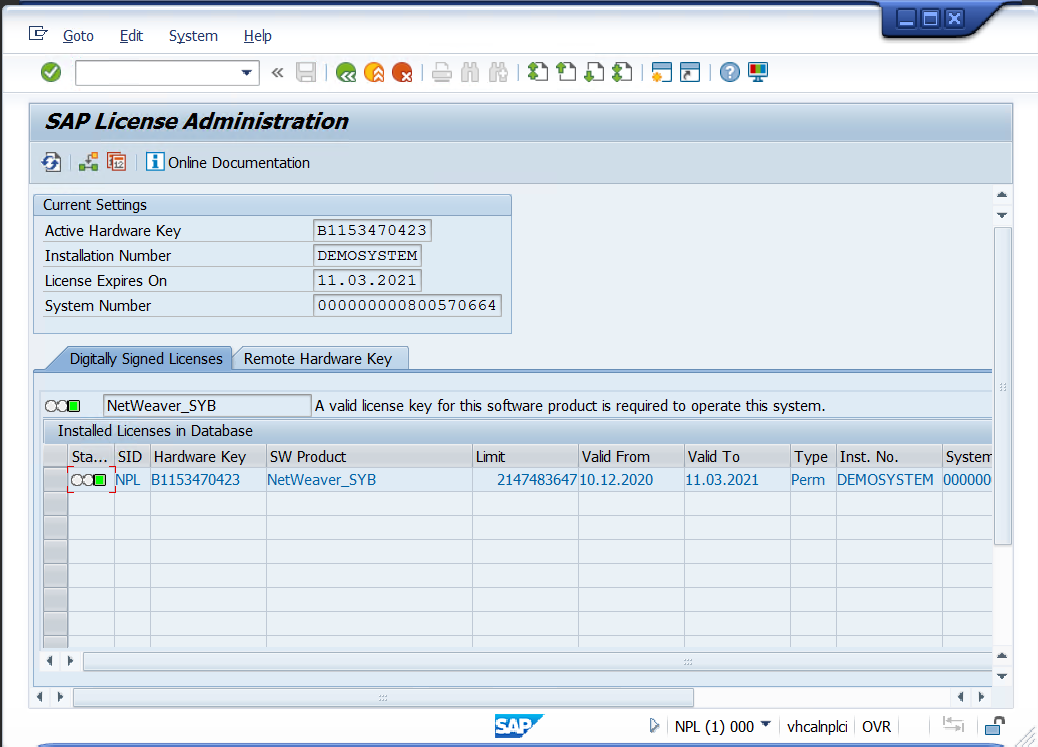 Goto Edit System Help
SAP License Administration
12 i Online Documentation
Current Settings
Active Hardware Key B1153470423
Installation Number DEMOSYSTEM
License Expires On 11.03.2021
System Number 000000000800570664
Digitally Signed Licenses Remote Hardware Key
NetWeaver_SYB A valid license key for this software product is required to operate this system.
Installed Licenses in Database
Sta... SID Hardware Key SW Product Limit Valid From Valid To Type Inst. No. System
NPL B1153470423 NetWeaver_SYB 2147483647 10.12.2020 11.03.2021 Perm DEMOSYSTEM 000000
SAP NPL (1) 000 vhcalnplci OVR